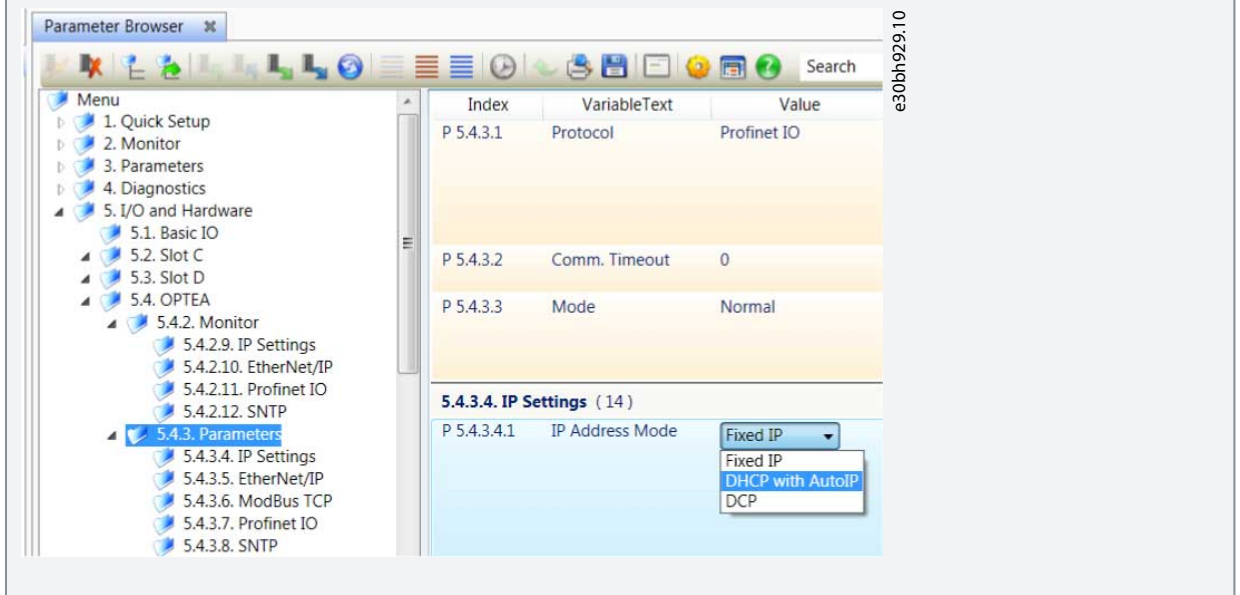 Parameter Browser
Search
Menu
1. Quick Setup
2. Monitor
3. Parameters
4. Diagnostics
5. I/O and Hardware
5.1. Basic IO
5.2. Slot C
5.3. Slot D
5.4. OPTEA
5.4.2. Monitor
5.4.2.9. IP Settings
5.4.2.10. EtherNet/IP
5.4.2.11. Profinet IO
5.4.2.12. SNTP
5.4.3. Parameters
5.4.3.4. IP Settings
5.4.3.5. EtherNet/IP
5.4.3.6. ModBus TCP
5.4.3.7. Profinet IO
5.4.3.8. SNTP
Index VariableText Value
P 5.4.3.1 Protocol Profinet IO
P 5.4.3.2 Comm. Timeout 0
P 5.4.3.3 Mode Normal
5.4.3.4. IP Settings (14)
P 5.4.3.4.1 IP Address Mode Fixed IP
Fixed IP
DHCP with AutoIP
DCP
e30bh929.10